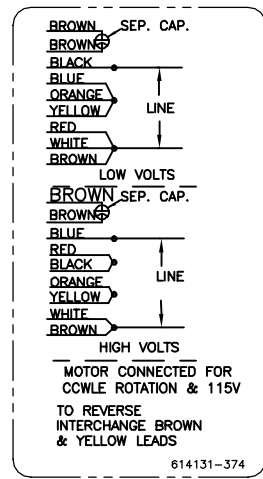 BROWN SEP. CAP.
BROWN
BLACK
BLUE
ORANGE LINE
YELLOW
RED
WHITE
BROWN
LOW VOLTS
BROWN SEP. CAP.
BROWN
BLUE
RED
BLACK LINE
ORANGE
YELLOW
WHITE
BROWN
HIGH VOLTS
MOTOR CONNECTED FOR
CCWLE ROTATION & 115V
TO REVERSE
INTERCHANGE BROWN
& YELLOW LEADS
614131-374